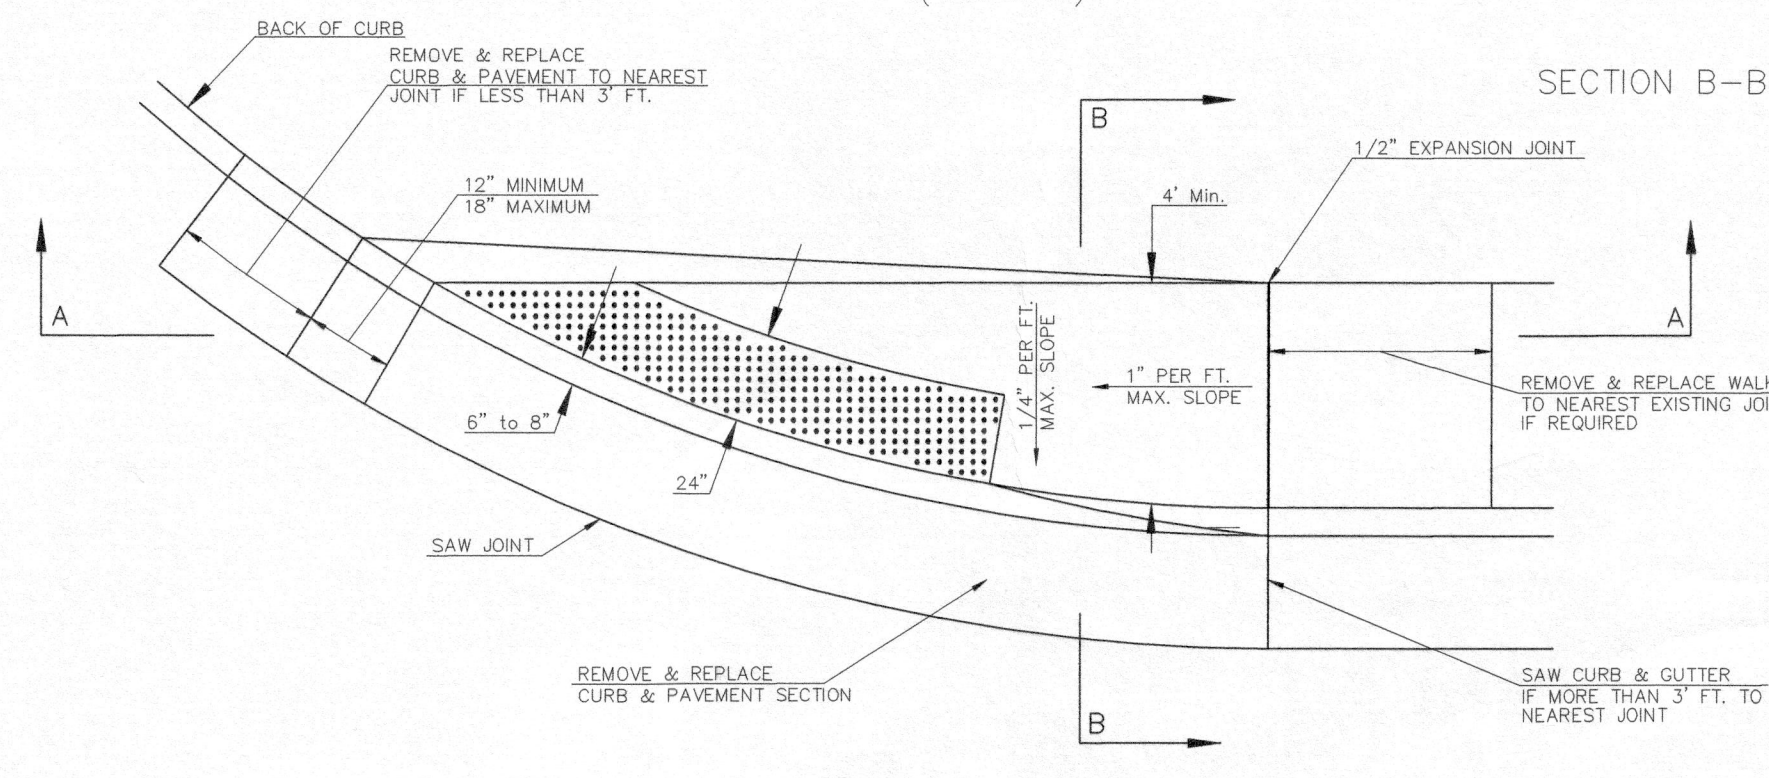 BACK OF CURB
REMOVE & REPLACE
CURB & PAVEMENT TO NEAREST
JOINT IF LESS THAN 3' FT.
SECTION B-B
B
1/2" EXPANSION JOINT
12" MINIMUM
18" MAXIMUM
4' Min.
A
A
1/4" PER FT.
MAX. SLOPE
1" PER FT.
MAX. SLOPE
REMOVE & REPLACE WALK
TO NEAREST EXISTING
IF REQUIRED
6" to 8"
24"
SAW JOINT
REMOVE & REPLACE
CURB & PAVEMENT SECTION
SAW CURB & GUTTER
IF MORE THAN 3' FT. TO
NEAREST JOINT
B